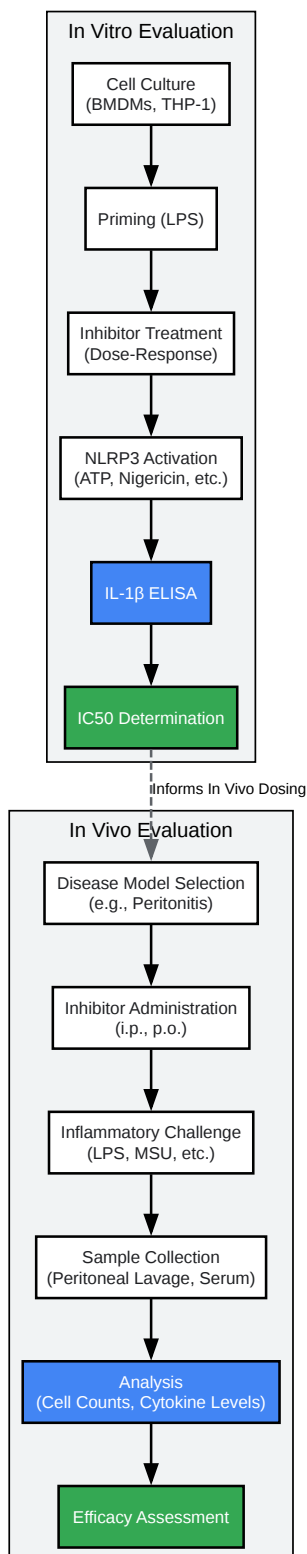 In Vitro Evaluation
Cell Culture
(BMDMs, THP-1)
Priming (LPS)
Inhibitor Treatment
(Dose-Response)
NLRP3 Activation
(ATP, Nigericin, etc.)
IL-1β ELISA
IC50 Determination
Informs In Vivo Dosing
In Vivo Evaluation
Disease Model Selection
(e.g., Peritonitis)
Inhibitor Administration
(i.p., p.o.)
Inflammatory Challenge
(LPS, MSU, etc.)
Sample Collection
(Peritoneal Lavage, Serum)
Analysis
(Cell Counts, Cytokine Levels)
Efficacy Assessment